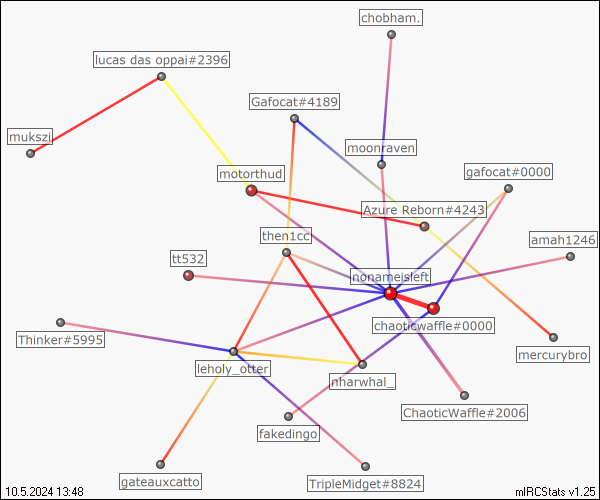 chobham.
lucas das oppai#2396
Gafocat#4189
mukszi
moonraven
motorthud
gafocat#0000
Azure Reborn#4243
then1cc
amah1246
tt532
nonameisleft
chaoticwaffle#0000
Thinker#5995
mercurybro
leholy_otter
nharwhal_
ChaoticWaffle#2006
fakedingo
gateauxcatto
TripleMidget#8824
10.5.2024 13:48
mIRCStats v1.25